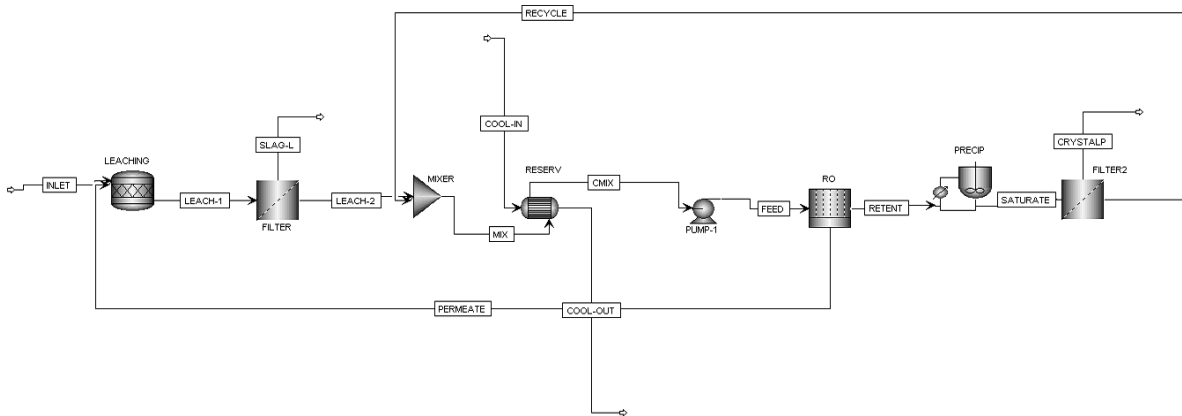 RECYCLE
COOL-IN
SLAG-L
CRYSTALP
LEACHING
PRECIP
RESERV
FILTER2
MIXER
CMIX
RO
INLET
LEACH-1
LEACH-2
FEED
RETENT
SATURATE
FILTER
MIX
PUMP-1
PERMEATE
COOL-OUT